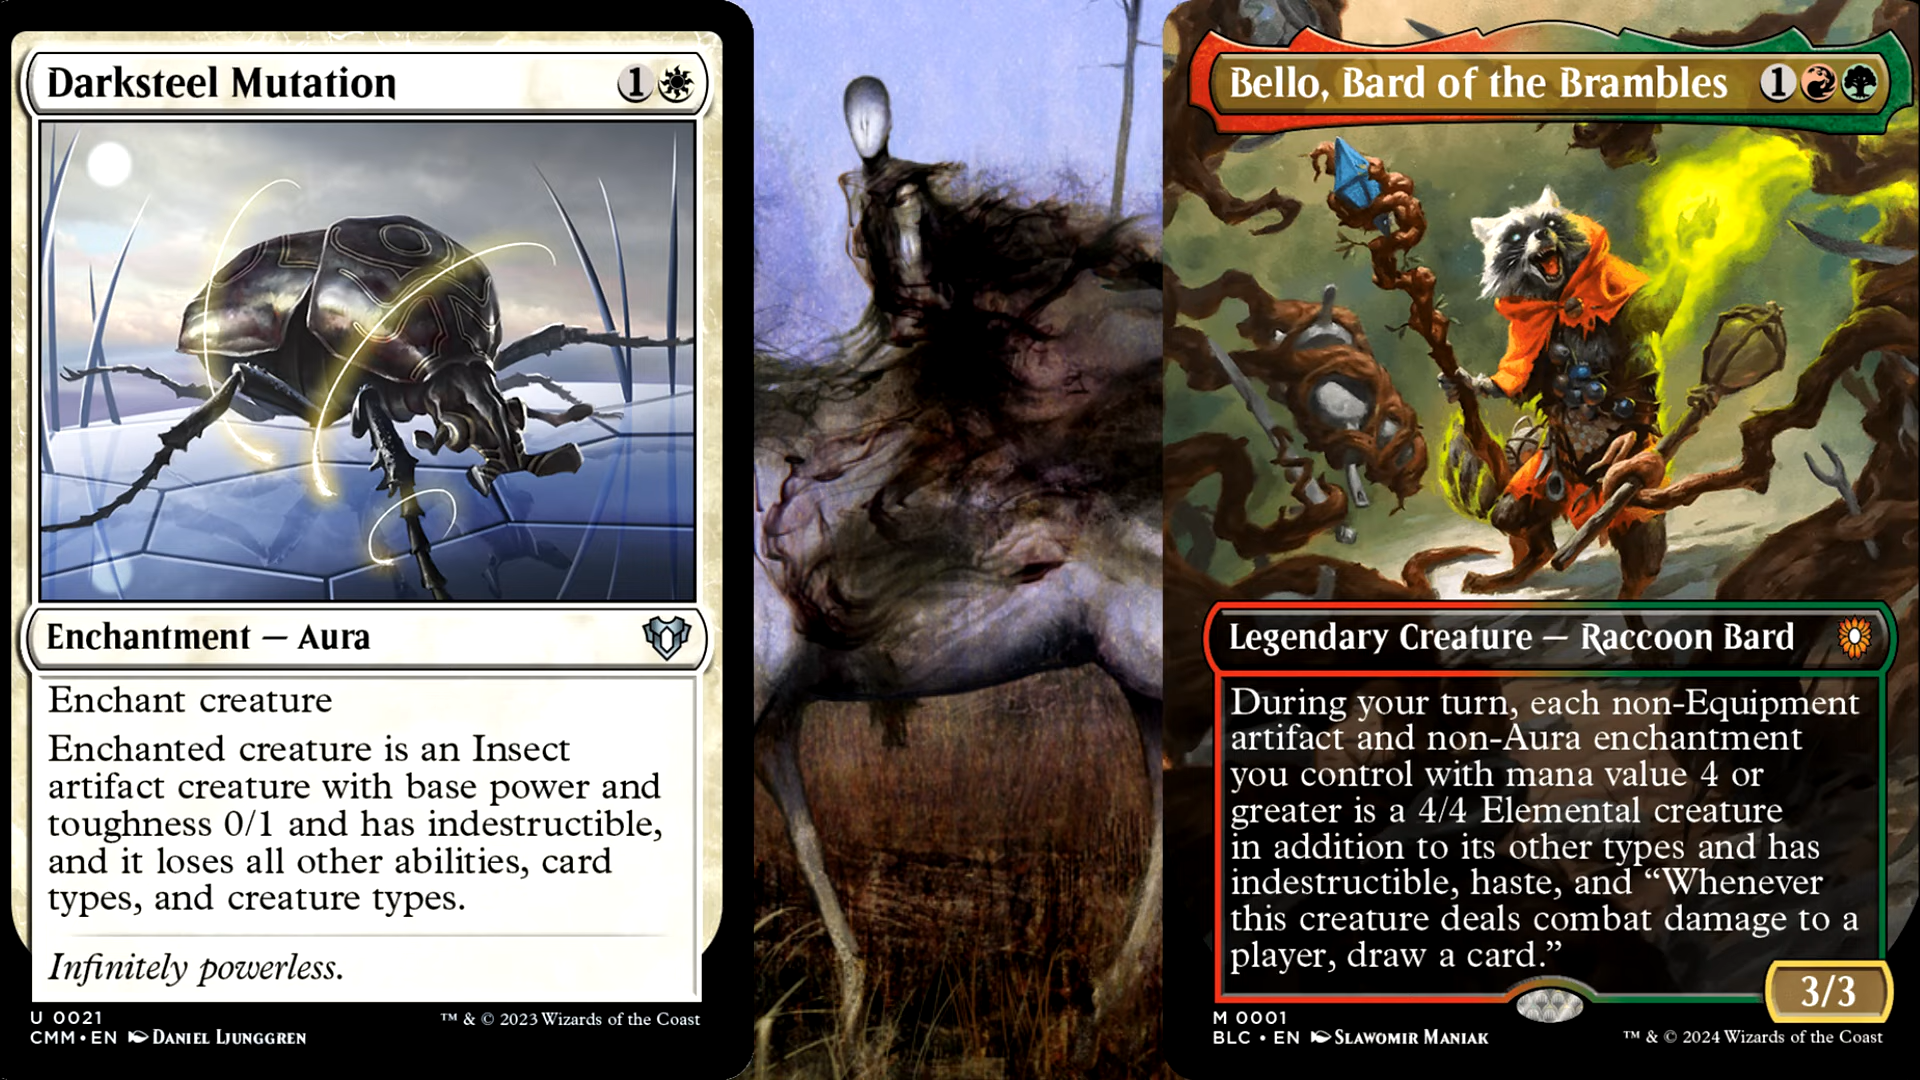 Darksteel Mutation 1
Enchantment — Aura
Enchant creature
Enchanted creature is an Insect
artifact creature with base power and
toughness 0/1 and has indestructible,
and it loses all other abilities, card
types, and creature types.
Infinitely powerless.
U 0021
CMM • EN DANIEL LJUNGGREN
™ & © 2023 Wizards of the Coast
Bello, Bard of the Brambles 1
Legendary Creature — Raccoon Bard
During your turn, each non-Equipment
artifact and non-Aura enchantment
you control with mana value 4 or
greater is a 4/4 Elemental creature
in addition to its other types and has
indestructible, haste, and “Whenever
this creature deals combat damage to a
player, draw a card.”
3/3
M 0001
BLC • EN SLAWOMIR MANIAK
™ & © 2024 Wizards of the Coast